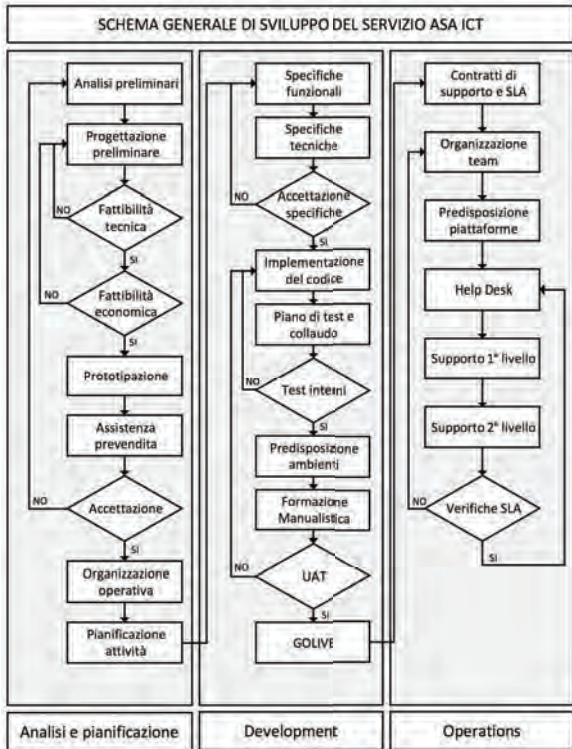 SCHEMA GENERALE DI SVILUPPO DEL SERVIZIO ASA ICT
Analisi preliminari
Progettazione
preliminare
NO
Fattibilità
tecnica
SI
NO
Fattibilità
economica
SI
Prototipazione
Assistenza
prevendita
NO
Accettazione
SI
Organizzazione
operativa
Pianificazione
attività
Analisi e pianificazione
Specifiche
funzionali
Specifiche
tecniche
NO
Accettazione
specifiche
SI
Implementazione
del codice
Piano di test e
collaudo
NO
Test interni
SI
Predisposizione
ambienti
Formazione
Manualistica
NO
UAT
SI
GOLIVE
Development
Contratti di
supporto e SLA
Organizzazione
team
Predisposizione
piattaforme
Help Desk
Supporto 1° livello
Supporto 2° livello
NO
Verifiche SLA
SI
Operations